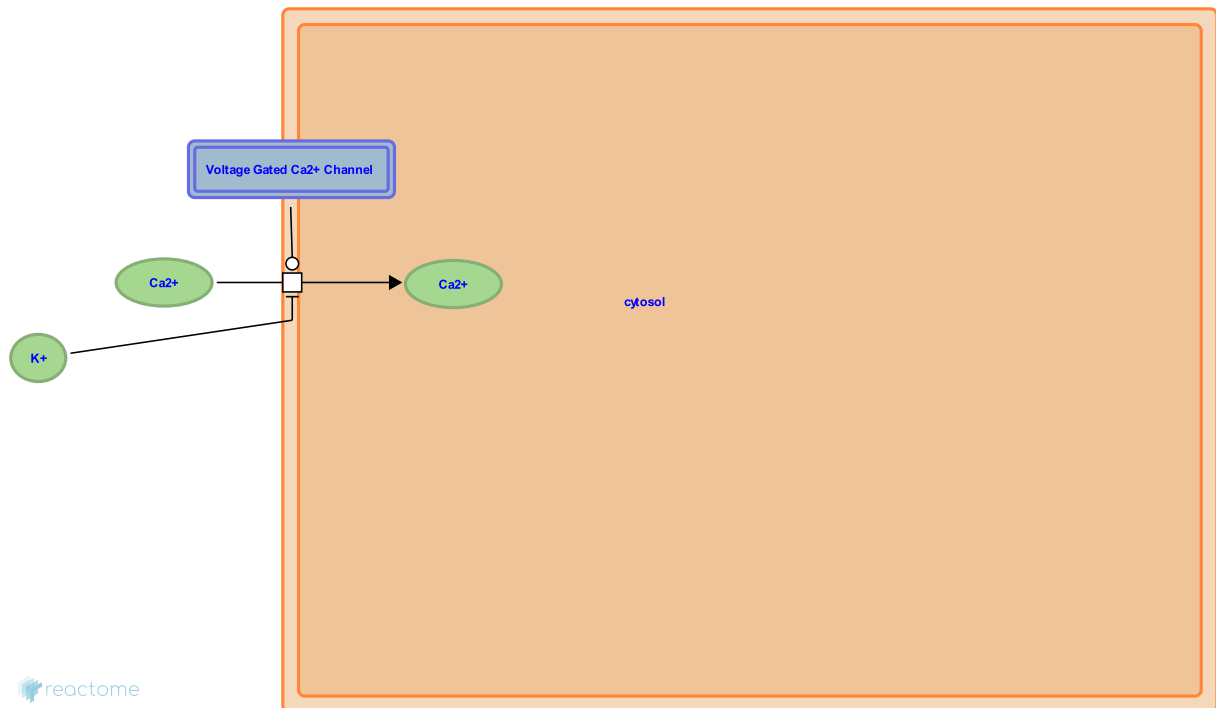 Voltage Gated Ca2+ Channel
Ca2+
Ca2+
cytosol
K+
reactome